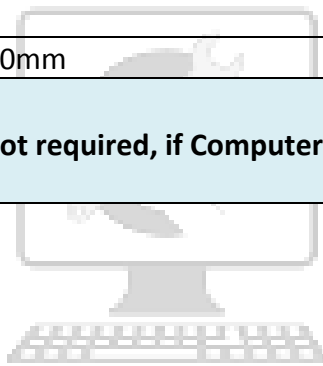 0mm
ot required, if Computer